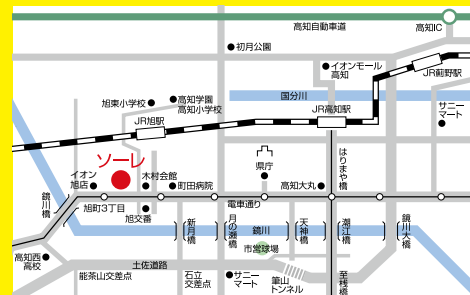 高知自動車道
高知IC
初月公園
イオンモール
高知
JR薊野駅
旭東小学校
高知学園
高知小学校
国分川
サニー
マート
JR旭駅
JR高知駅
ソーレ
イオン
旭店
木村会館
町田病院
県庁
高知大丸
はりまや橋
鏡川橋
旭町3丁目
電車通り
旭交番
新月橋
月の瀬橋
鏡川
天神橋
潮江橋
鏡川大橋
市営球場
高知西
高校
土佐道路
能茶山交差点
石立
交差点
サニー
マート
筆山
トンネル
至桟橋